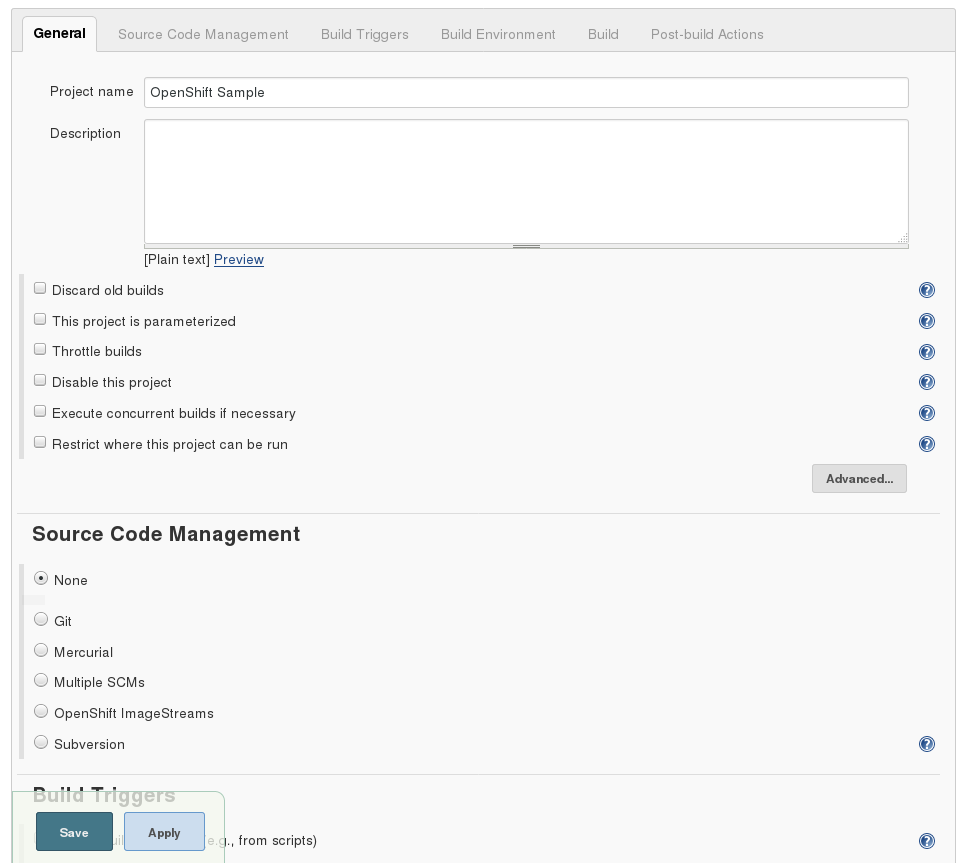 General Source Code Management Build Triggers Build Environment Build Post-build Actions
Project name OpenShift Sample
Description
[Plain text] Preview
Discard old builds
This project is parameterized
Throttle builds
Disable this project
Execute concurrent builds if necessary
Restrict where this project can be run
Advanced...
Source Code Management
None
Git
Mercurial
Multiple SCMs
OpenShift ImageStreams
Subversion
Build Triggers
Save Apply e.g., from scripts)